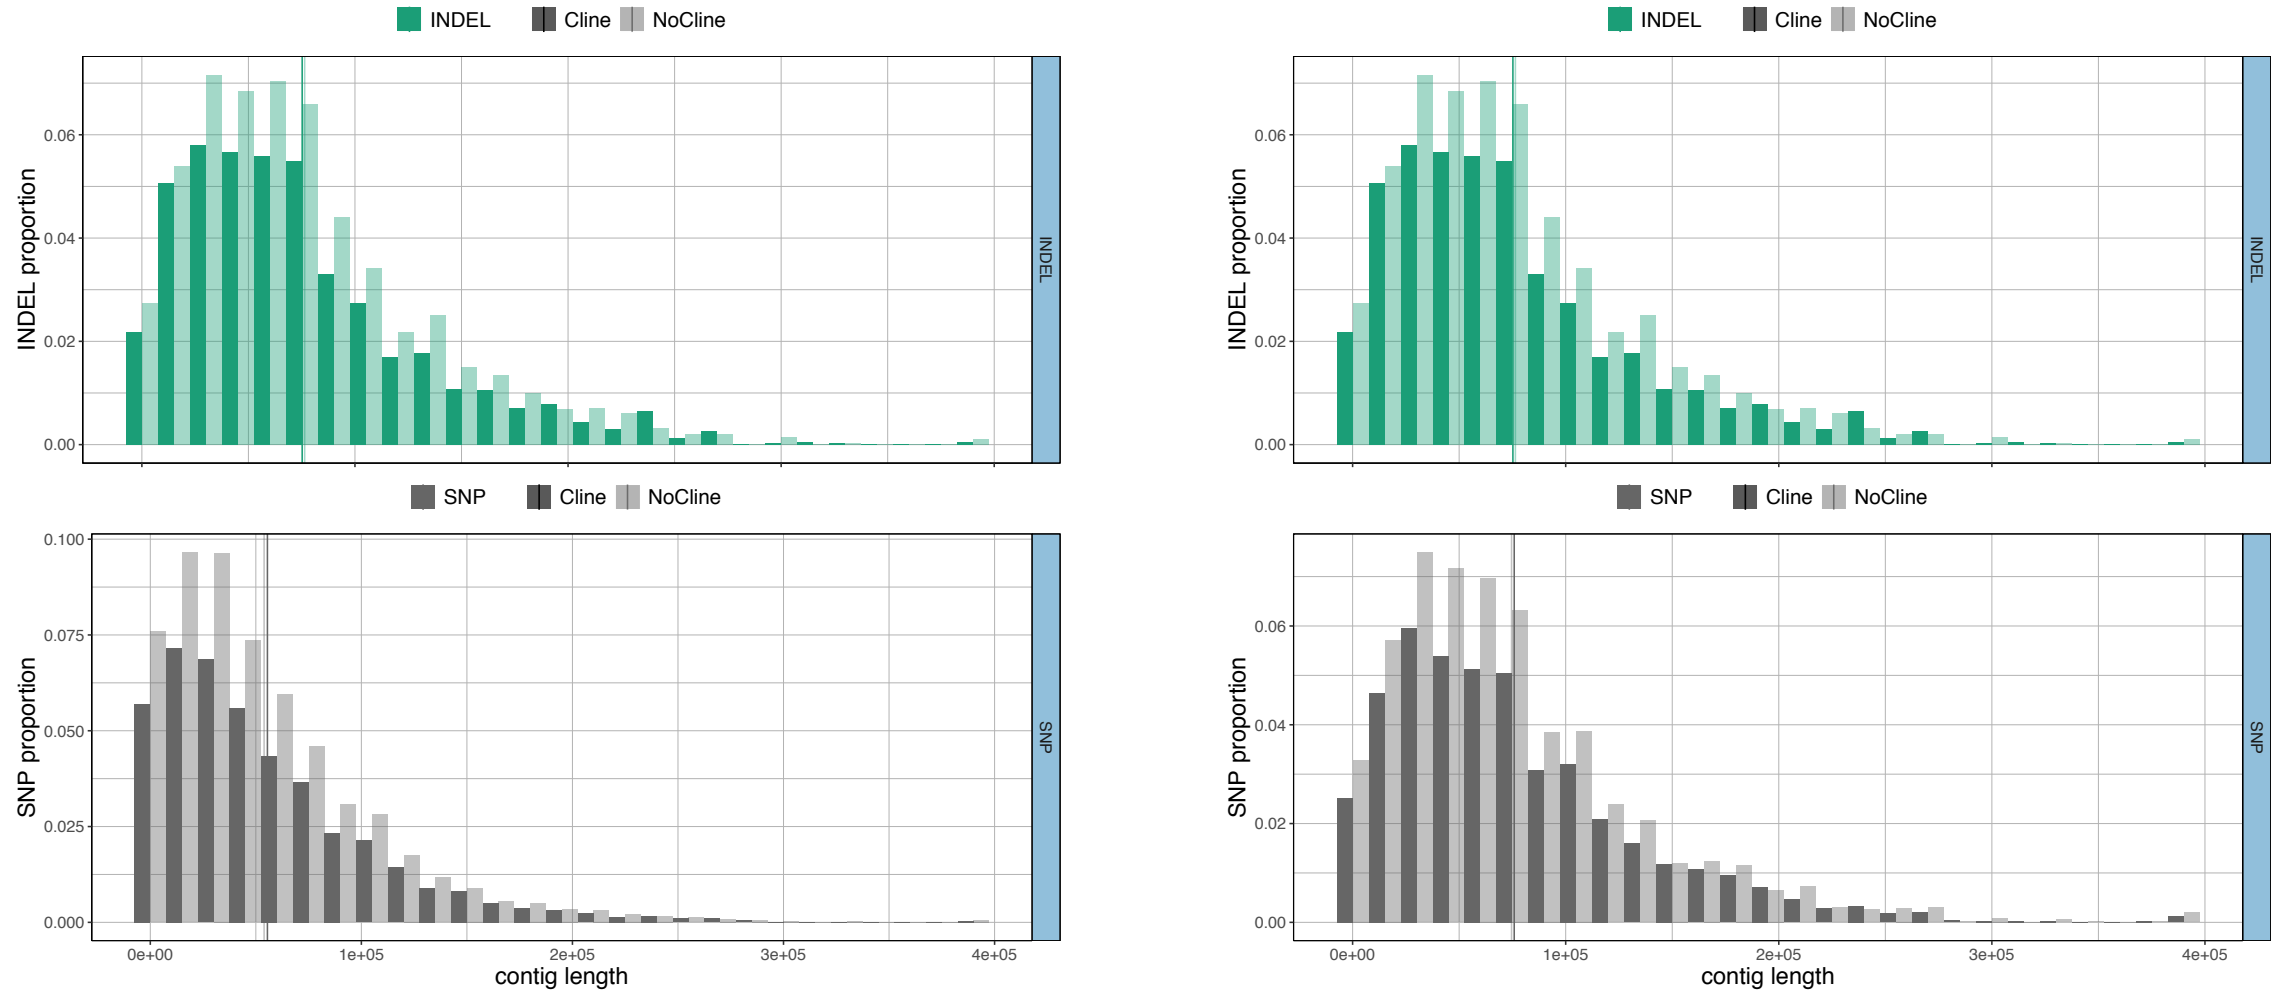 INDEL Cline NoCline
INDEL proportion
0.06
0.04
0.02
0.00
INDEL
SNP Cline NoCline
SNP proportion
0.100
0.075
0.050
0.025
0.000
SNP
0e+00 1e+05 2e+05 3e+05 4e+05
contig length
INDEL Cline NoCline
INDEL proportion
0.06
0.04
0.02
0.00
INDEL
SNP Cline NoCline
SNP proportion
0.06
0.04
0.02
0.00
SNP
0e+00 1e+05 2e+05 3e+05 4e+05
contig length